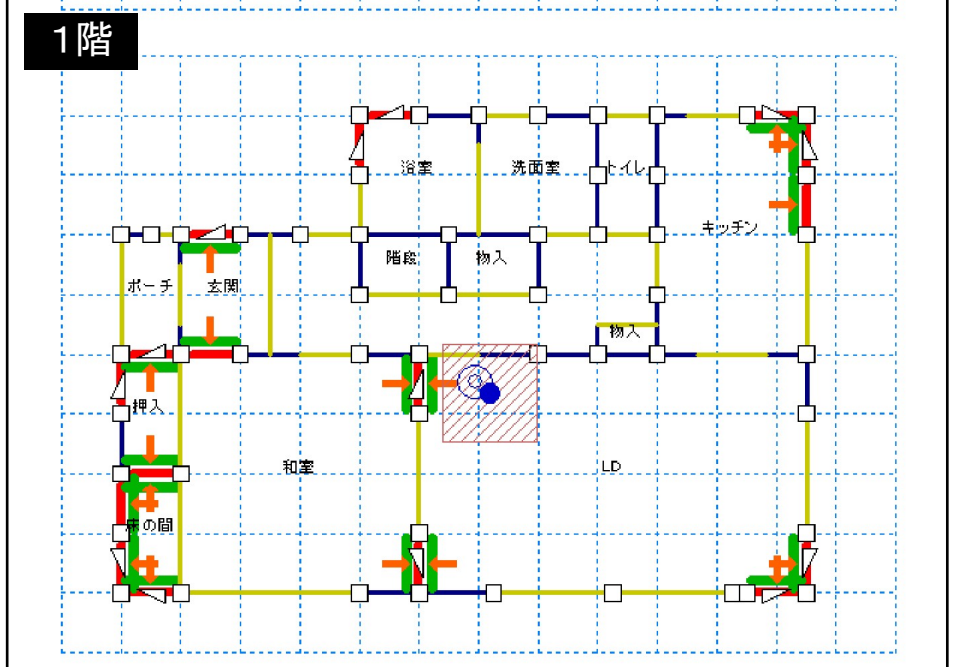 1階
浴室
洗面室
トイレ
キッチン
階段
物入
ポーチ
玄関
物入
押入
和室
LD
床の間